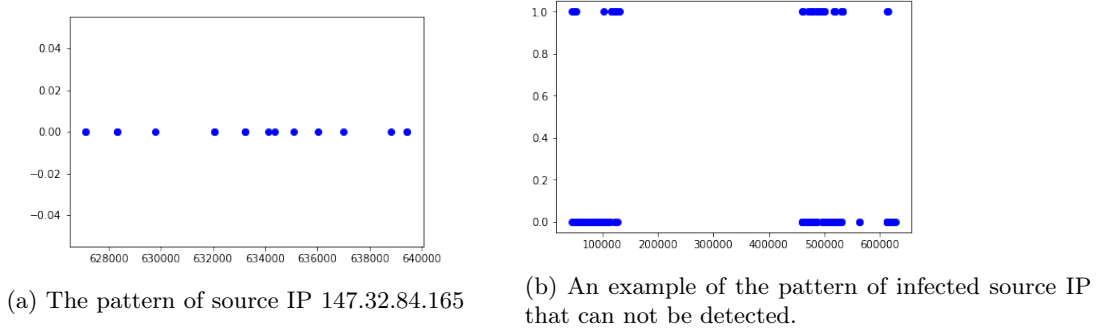 0.04
0.02
0.00
−0.02
−0.04
628000 630000 632000 634000 636000 638000 640000
(a) The pattern of source IP 147.32.84.165
1.0
0.8
0.6
0.4
0.2
0.0
100000 200000 300000 400000 500000 600000
(b) An example of the pattern of infected source IP
that can not be detected.